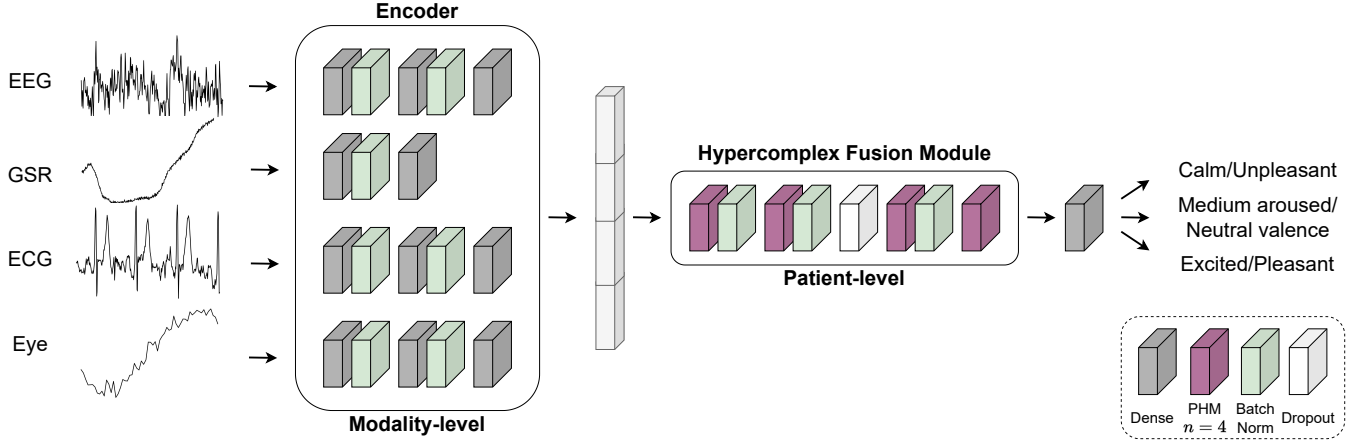 Encoder
EEG
GSR
ECG
Eye
Modality-level
Hypercomplex Fusion Module
Patient-level
Calm/Unpleasant
Medium aroused/
Neutral valence
Excited/Pleasant
Dense
PHM
n = 4
Batch
Norm
Dropout